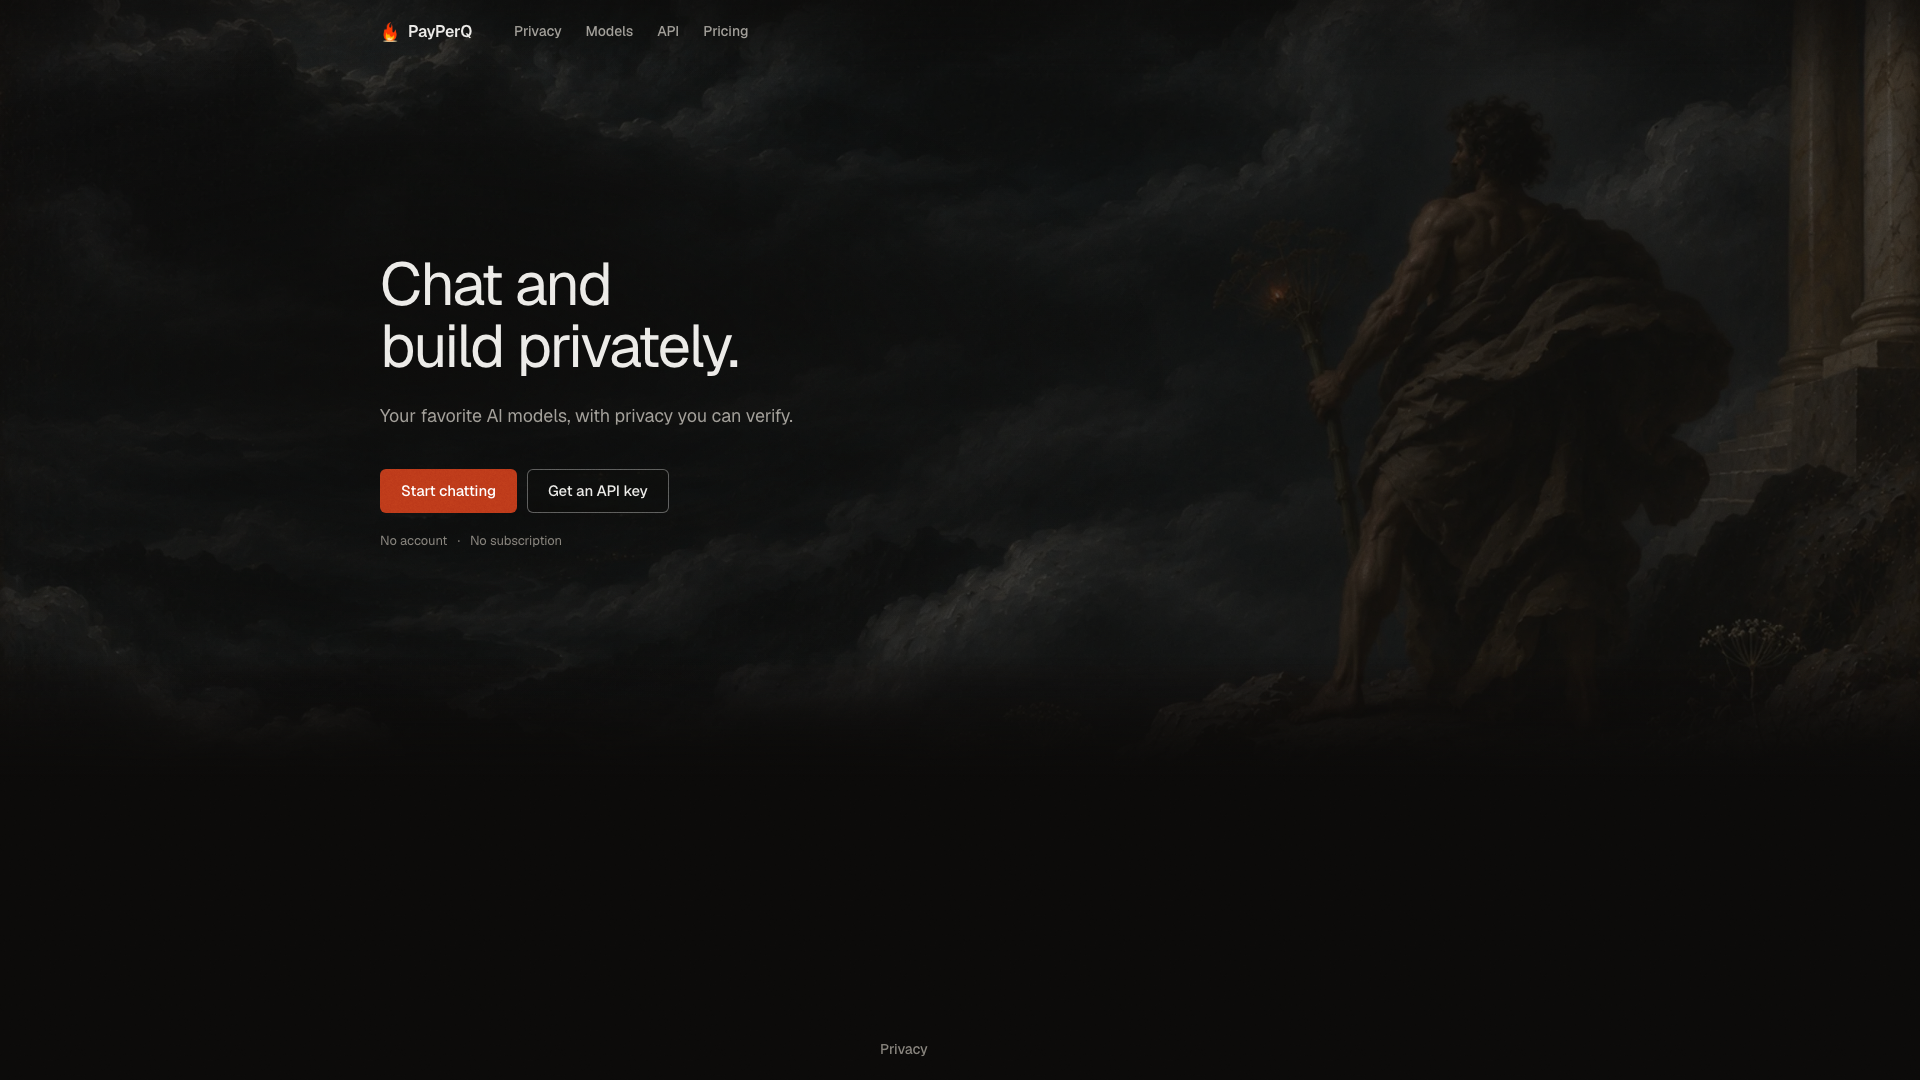 PayPerQ
Privacy
Models
API
Pricing
Chat and
build privately.
Your favorite AI models, with privacy you can verify.
Start chatting
Get an API key
No account · No subscription
Privacy